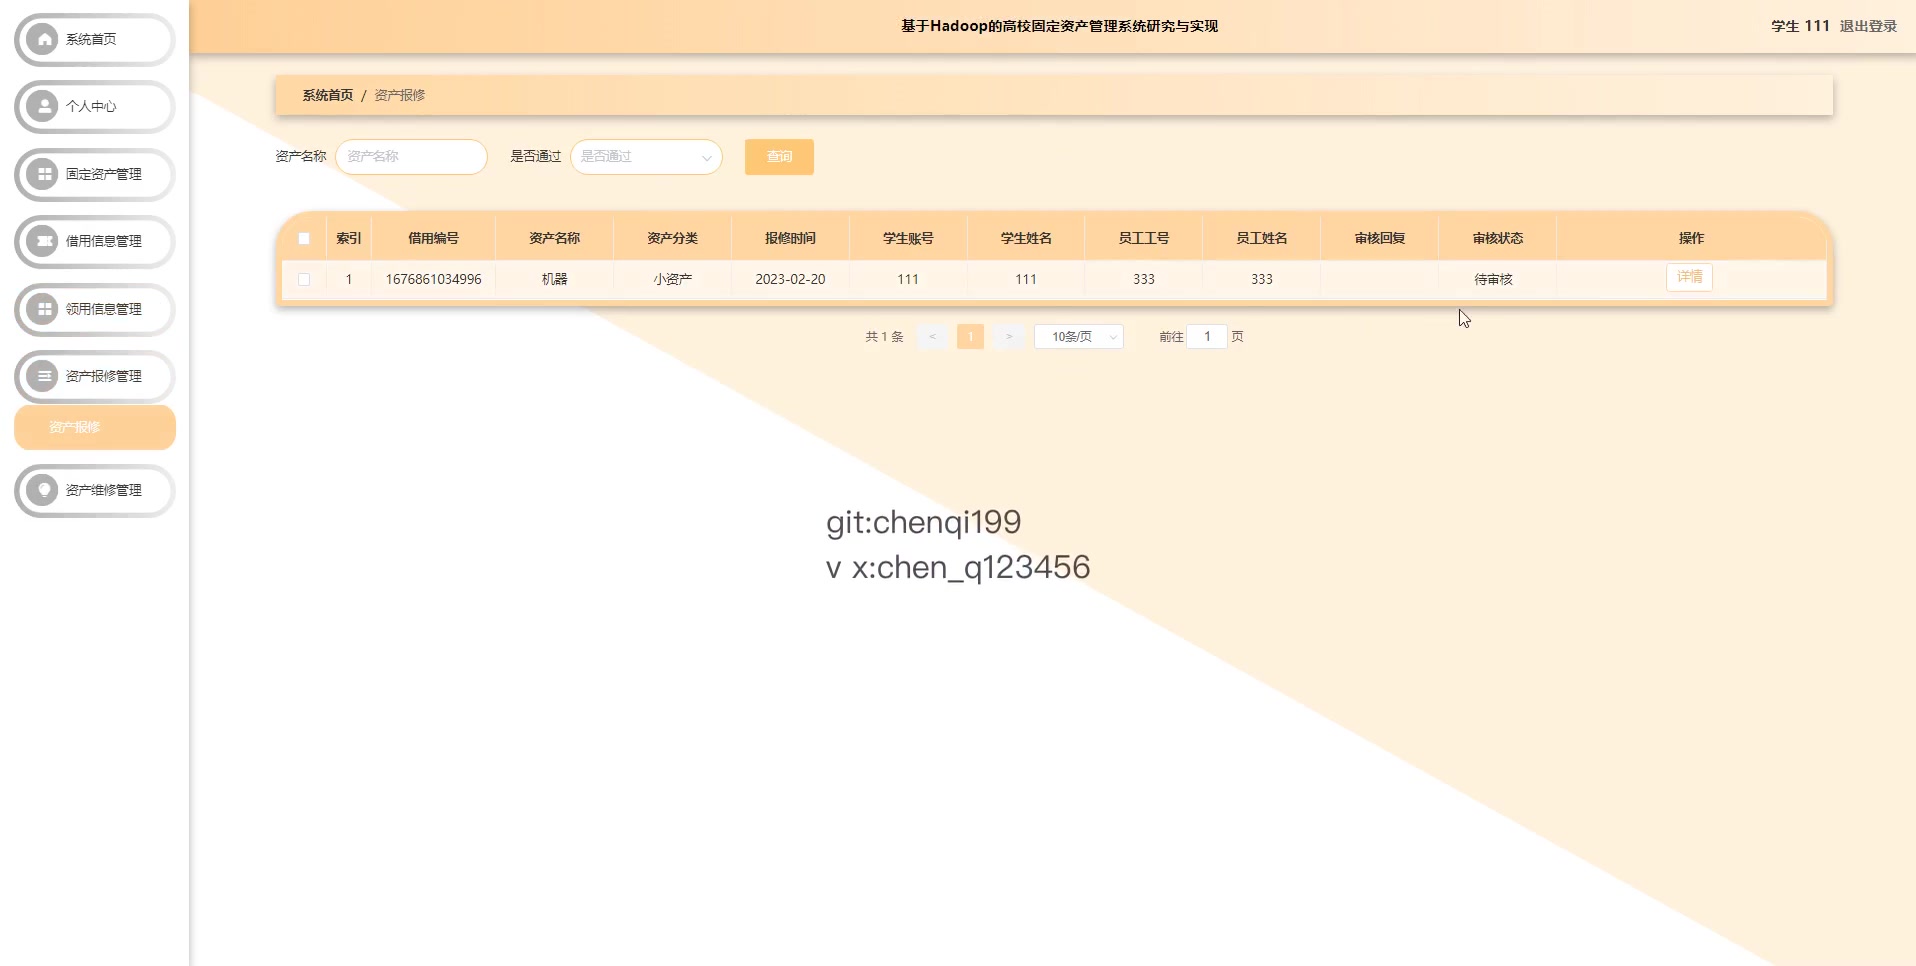 系统首页
个人中心
固定资产管理
借用信息管理
领用信息管理
资产报修管理
资产报修
资产维修管理
基于Hadoop的高校固定资产管理系统研究与实现
学生 111 退出登录
系统首页 / 资产报修
资产名称 资产名称 是否通过 是否通过 查询
索引 借用编号 资产名称 资产分类 报修时间 学生账号 学生姓名 员工工号 员工姓名 审核回复 审核状态 操作
1 1676861034996 机器 小资产 2023-02-20 111 111 333 333 待审核 详情
共 1 条 < 1 > 10条/页 前往 1 页
git:chenqi199
v x:chen_q123456